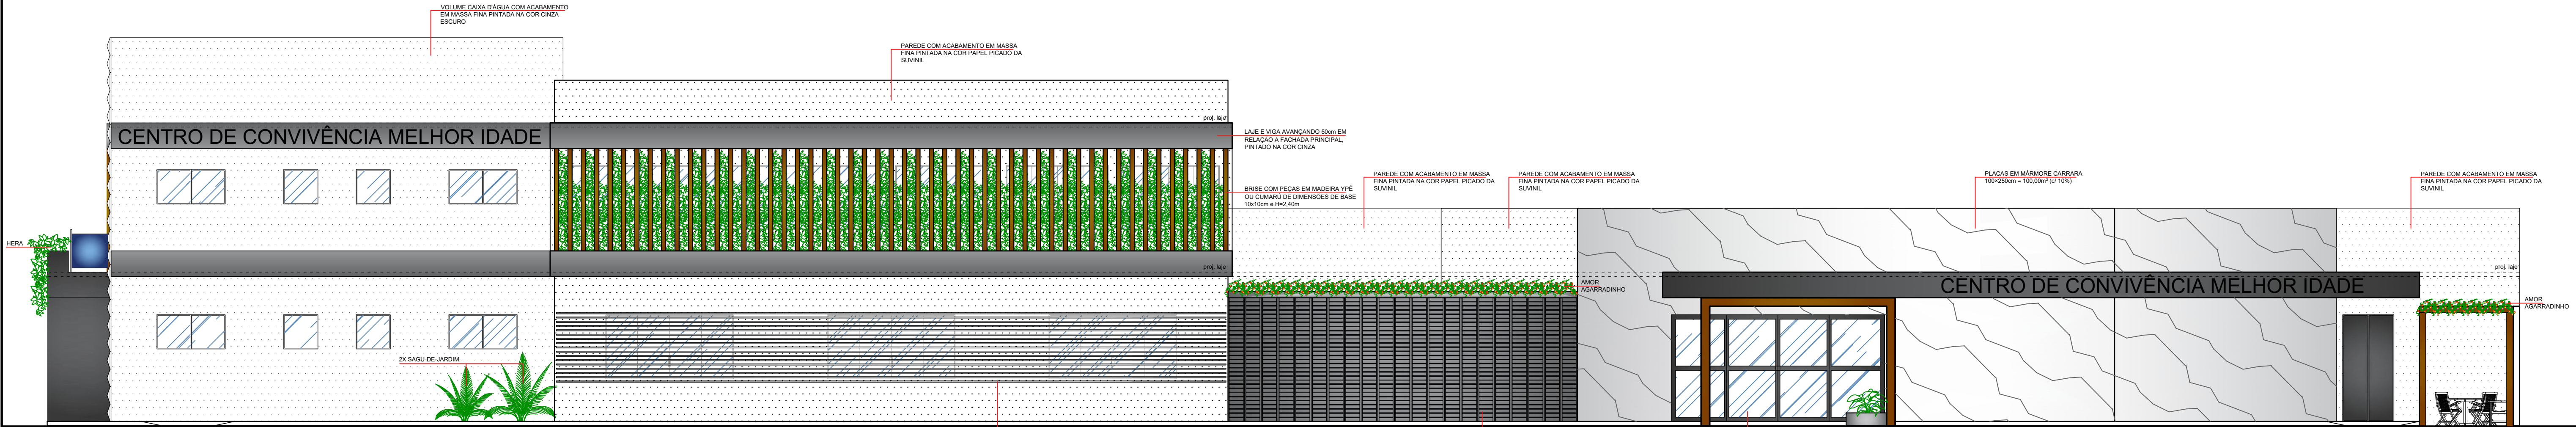 VOLUME CAIXA D'ÁGUA COM ACABAMENTO
EM MASSA FINA PINTADA NA COR CINZA
ESCURO
PAREDE COM ACABAMENTO EM MASSA
FINA PINTADA NA COR PAPEL PICADO DA
SUVINIL
proj. laje
CENTRO DE CONVIVÊNCIA MELHOR IDADE
LAJE E VIGA AVANÇANDO 50cm EM
RELAÇÃO A FACHADA PRINCIPAL,
PINTADO NA COR CINZA
BRISE COM PEÇAS EM MADEIRA YPÊ
OU CUMARU DE DIMENSÕES DE BASE
10x10cm e H=2,40m
PAREDE COM ACABAMENTO EM MASSA
FINA PINTADA NA COR PAPEL PICADO DA
SUVINIL
PAREDE COM ACABAMENTO EM MASSA
FINA PINTADA NA COR PAPEL PICADO DA
SUVINIL
PLACAS EM MÁRMORE CARRARA
100×250cm = 100,00m² (c/ 10%)
PAREDE COM ACABAMENTO EM MASSA
FINA PINTADA NA COR PAPEL PICADO DA
SUVINIL
HERA
proj. laje
proj. laje
AMOR
AGARRADINHO
CENTRO DE CONVIVÊNCIA MELHOR IDADE
AMOR
AGARRADINHO
2X SAGU-DE-JARDIM